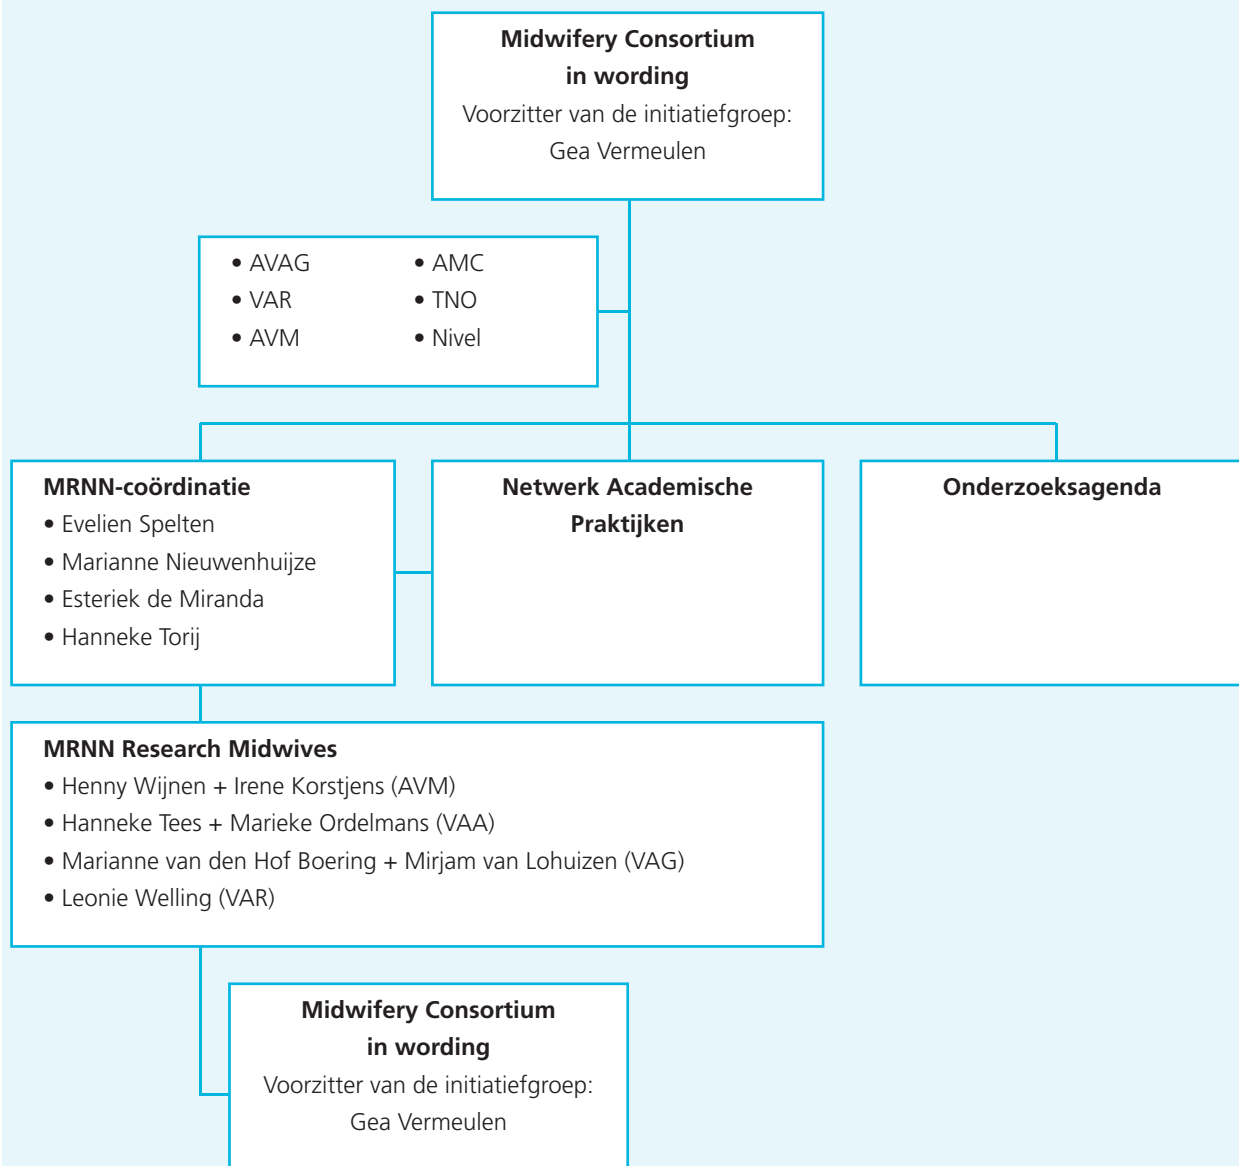 Midwifery Consortium
in wording
Voorzitter van de initiatiefgroep:
Gea Vermeulen
• AVAG
• VAR
• AVM
• AMC
• TNO
• Nivel
MRNN-coördinatie
• Evelien Spelten
• Marianne Nieuwenhuijze
• Esteriek de Miranda
• Hanneke Torij
Netwerk Academische
Praktijken
Onderzoeksagenda
MRNN Research Midwives
• Henny Wijnen + Irene Korstjens (AVM)
• Hanneke Tees + Marieke Ordelmans (VAA)
• Marianne van den Hof Boering + Mirjam van Lohuizen (VAG)
• Leonie Welling (VAR)
Midwifery Consortium
in wording
Voorzitter van de initiatiefgroep:
Gea Vermeulen